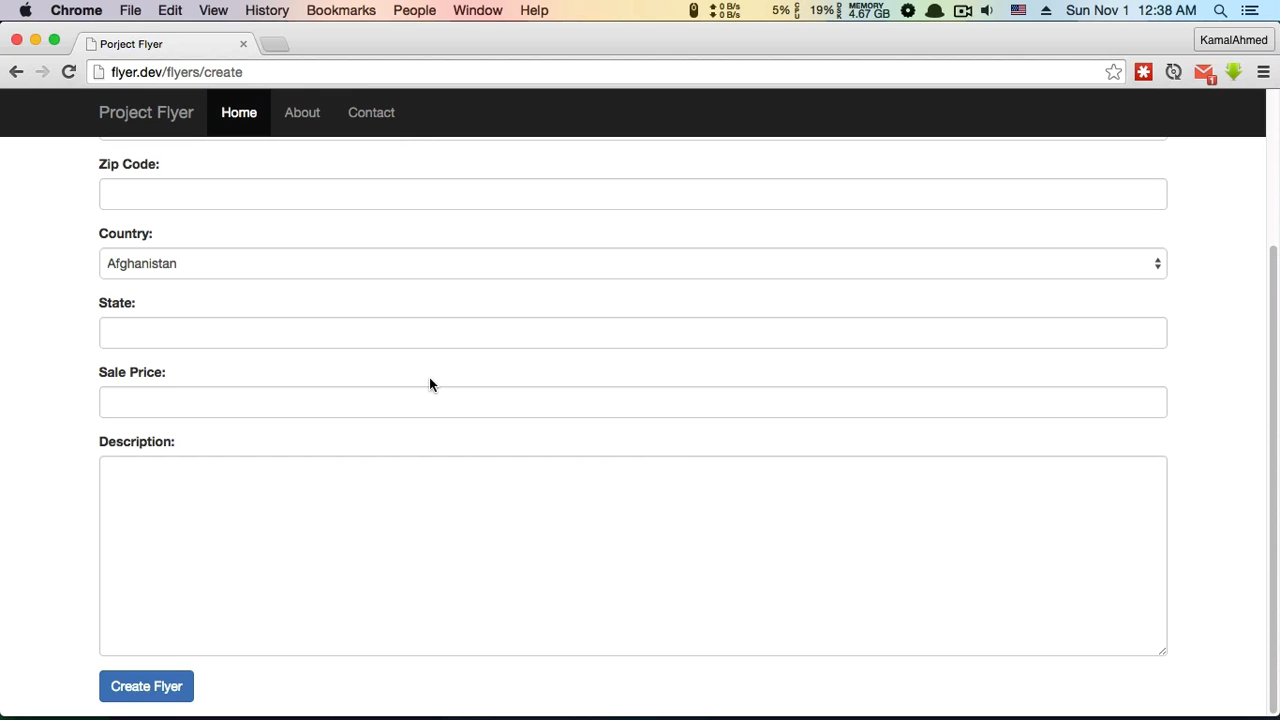 Chrome File Edit View History Bookmarks People Window Help 0 B/s 0 B/s 5% CPU 19% MEMORY 4.67 GB Sun Nov 1 12:38 AM
Porject Flyer KamalAhmed
flyer.dev/flyers/create 1
Project Flyer Home About Contact
Zip Code:
Country:
Afghanistan
State:
Sale Price:
Description:
Create Flyer